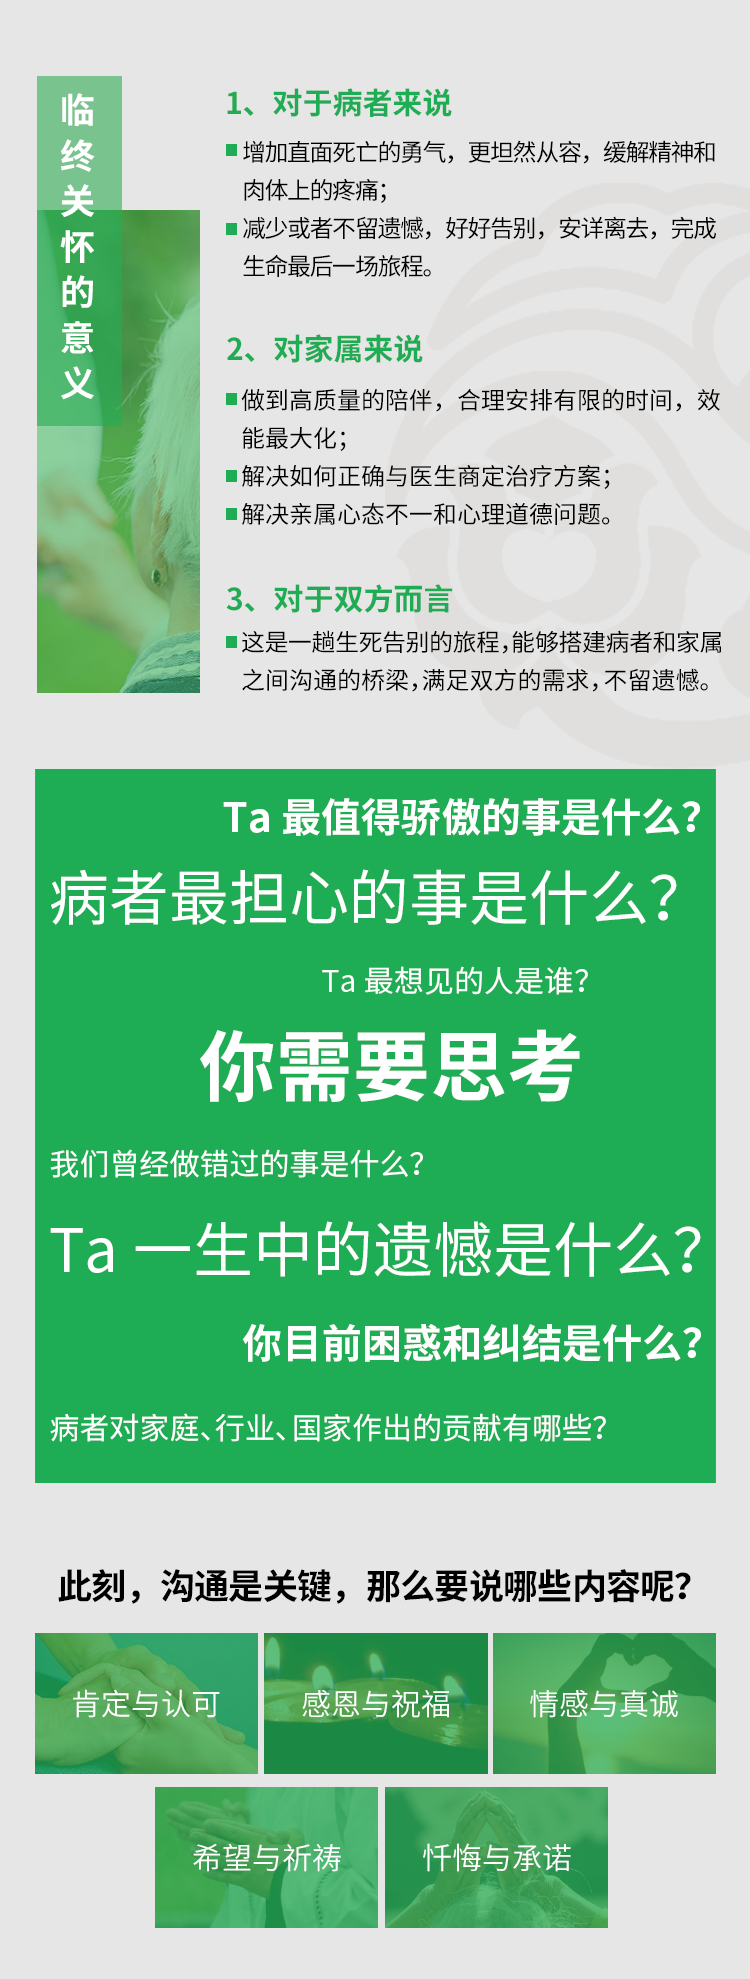 临终关怀的意义
1、对于病者来说
增加直面死亡的勇气，更坦然从容，缓解精神和
肉体上的疼痛；
减少或者不留遗憾，好好告别，安详离去，完成
生命最后一场旅程。
2、对家属来说
做到高质量的陪伴，合理安排有限的时间，效
能最大化；
解决如何正确与医生商定治疗方案；
解决亲属心态不一和心理道德问题。
3、对于双方而言
这是一趟生死告别的旅程，能够搭建病者和家属
之间沟通的桥梁，满足双方的需求，不留遗憾。
Ta 最值得骄傲的事是什么？
病者最担心的事是什么？
Ta 最想见的人是谁？
你需要思考
我们曾经做错过的事是什么？
Ta 一生中的遗憾是什么？
你目前困惑和纠结是什么？
病者对家庭、行业、国家作出的贡献有哪些？
此刻，沟通是关键，那么要说哪些内容呢？
肯定与认可
感恩与祝福
情感与真诚
希望与祈祷
忏悔与承诺